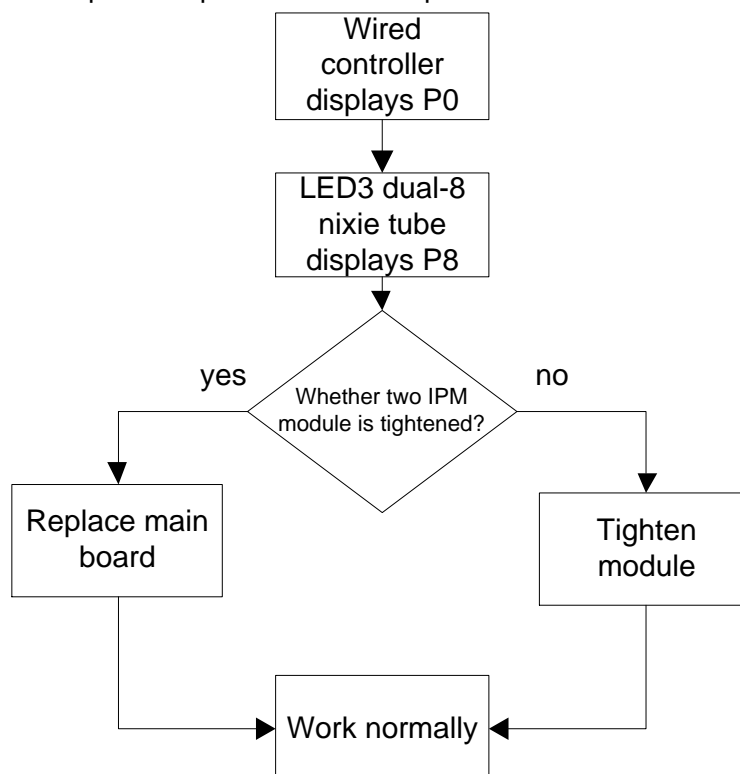 Wired
controller
displays P0
LED3 dual-8
nixie tube
displays P8
yes
no
Whether two IPM
module is tightened?
Replace main
board
Tighten
module
Work normally